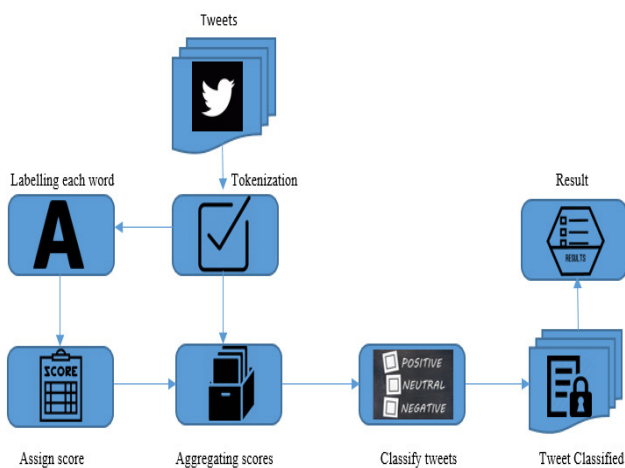 Tweets
Labelling each word
Tokenization
Result
A
RESULTS
SCORE
POSITIVE
NEUTRAL
NEGATIVE
Assign score
Aggregating scores
Classify tweets
Tweet Classified